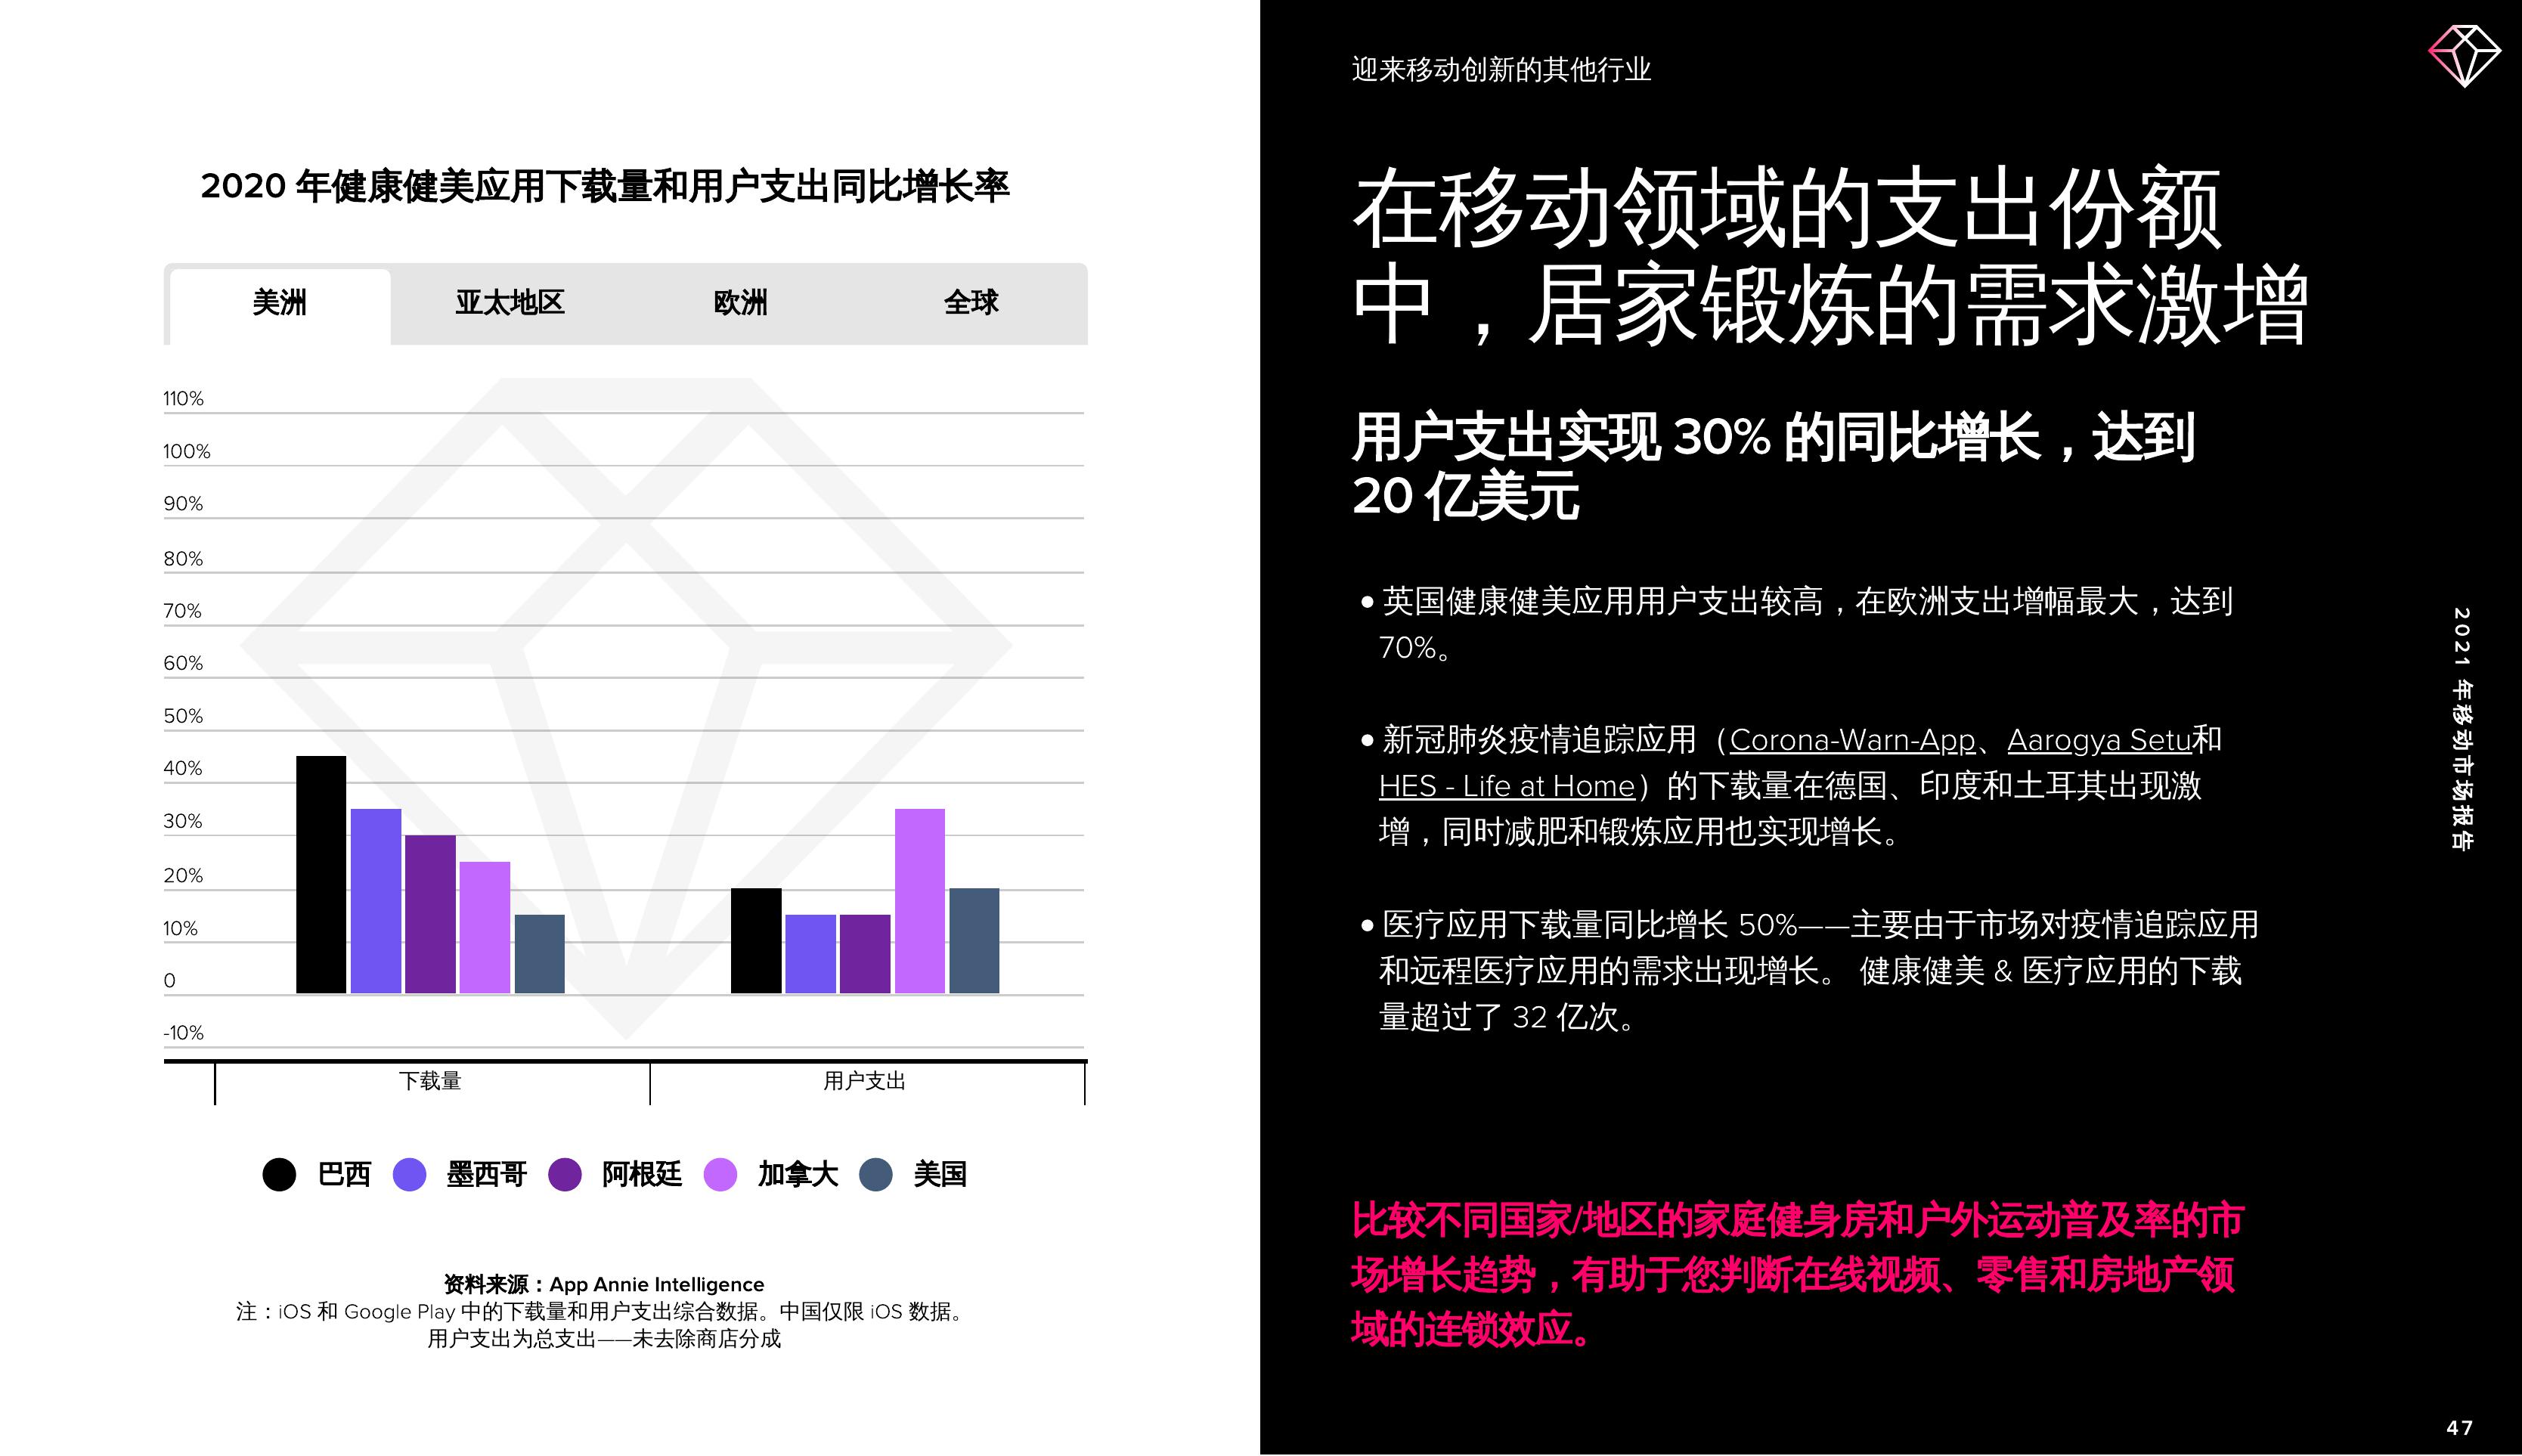 2020 年健康健美应用下载量和用户支出同比增长率
美洲
亚太地区
欧洲
全球
110%
100%
90%
80%
70%
60%
50%
40%
30%
20%
10%
0
-10%
下载量
用户支出
巴西
墨西哥
阿根廷
加拿大
美国
资料来源：App Annie Intelligence
注：iOS 和 Google Play 中的下载量和用户支出综合数据。中国仅限 iOS 数据。
用户支出为总支出——未去除商店分成
迎来移动创新的其他行业
在移动领域的支出份额
中，居家锻炼的需求激增
用户支出实现 30% 的同比增长，达到
20 亿美元
• 英国健康健美应用用户支出较高，在欧洲支出增幅最大，达到
70%。
• 新冠肺炎疫情追踪应用（Corona-Warn-App、Aarogya Setu和
HES - Life at Home）的下载量在德国、印度和土耳其出现激
增，同时减肥和锻炼应用也实现增长。
• 医疗应用下载量同比增长 50%——主要由于市场对疫情追踪应用
和远程医疗应用的需求出现增长。 健康健美 & 医疗应用的下载
量超过了 32 亿次。
比较不同国家/地区的家庭健身房和户外运动普及率的市
场增长趋势，有助于您判断在线视频、零售和房地产领
域的连锁效应。
2021 年移动市场报告
47